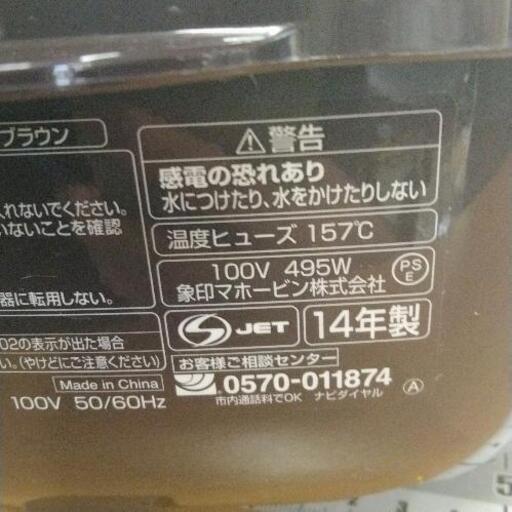 ブラウン
⚠警告
感電の恐れあり
水につけたり、水をかけたりしない
入れないでください。
いないことを確認
温度ヒューズ 157℃
100V 495W
象印マホービン株式会社
PS
E
器に転用しない。
02の表示が出た場合
い。(やけどにご注意ください)
S JET
14年製
Made in China
100V 50/60Hz
お客様ご相談センター
0570-011874
市内通話料でOK ナビダイヤル
A